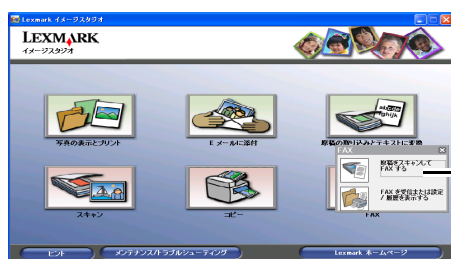 Lexmark イメージスタジオ
LEXMARK
イメージスタジオ
写真の表示とプリント
E メールに添付
原稿の取り込みとテキストに変換
FAX
原稿をスキャンして
FAX する
FAX を受信または設定
/ 履歴を表示する
スキャン
コピー
FAX
ヒント
メンテナンス/トラブルシューティング
Lexmark ホームページ